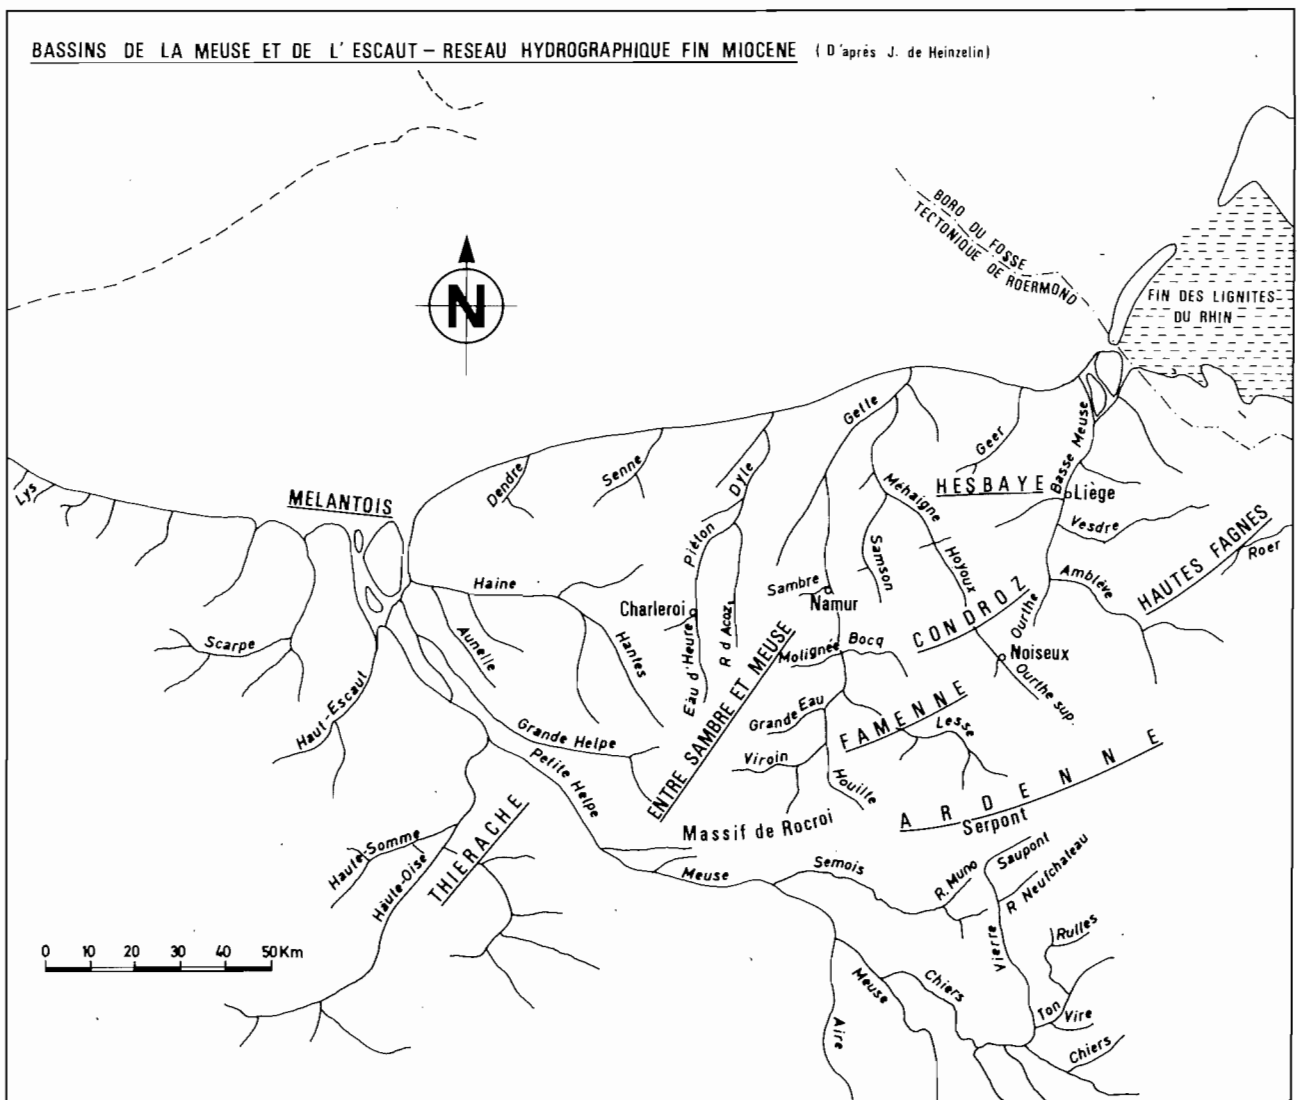 BASSINS DE LA MEUSE ET DE L'ESCAUT – RESEAU HYDROGRAPHIQUE FIN MIOCENE (D'après J. de Heinzelin)
BORD DU FOSSE
TECTONIQUE DE ROERMOND
N
FIN DES LIGNITES
DU RHIN
Gette
Geer
Basse Meuse
Lys
MELANTOIS
Dendre
Senne
Dyle
Méhaigne
HESBAYE
Liège
Vesdre
HAUTES FAGNES
Roer
Piéton
Samson
Hoyoux
Amblève
Haine
Sambre
Namur
Charleroi
R d'Acoz
CONDROZ
Ourthe
Scarpe
Aunelle
Hantes
Eau d'Heure
ENTRE SAMBRE ET MEUSE
Molignée
Bocq
Noiseux
Ourthe sup.
Haut-Escaut
Grande Helpe
Grande Eau
FAMENNE
Lesse
Petite Helpe
Viroin
Houille
ARDENNE
Serpont
Massif de Rocroi
Haute-Somme
Haute-Oise
THIERACHE
Meuse
Semois
R. Muno
Saupont
R Neufchateau
Vierre
Rulles
0 10 20 30 40 50 Km
Meuse
Chiers
Aire
Ton
Vire
Chiers